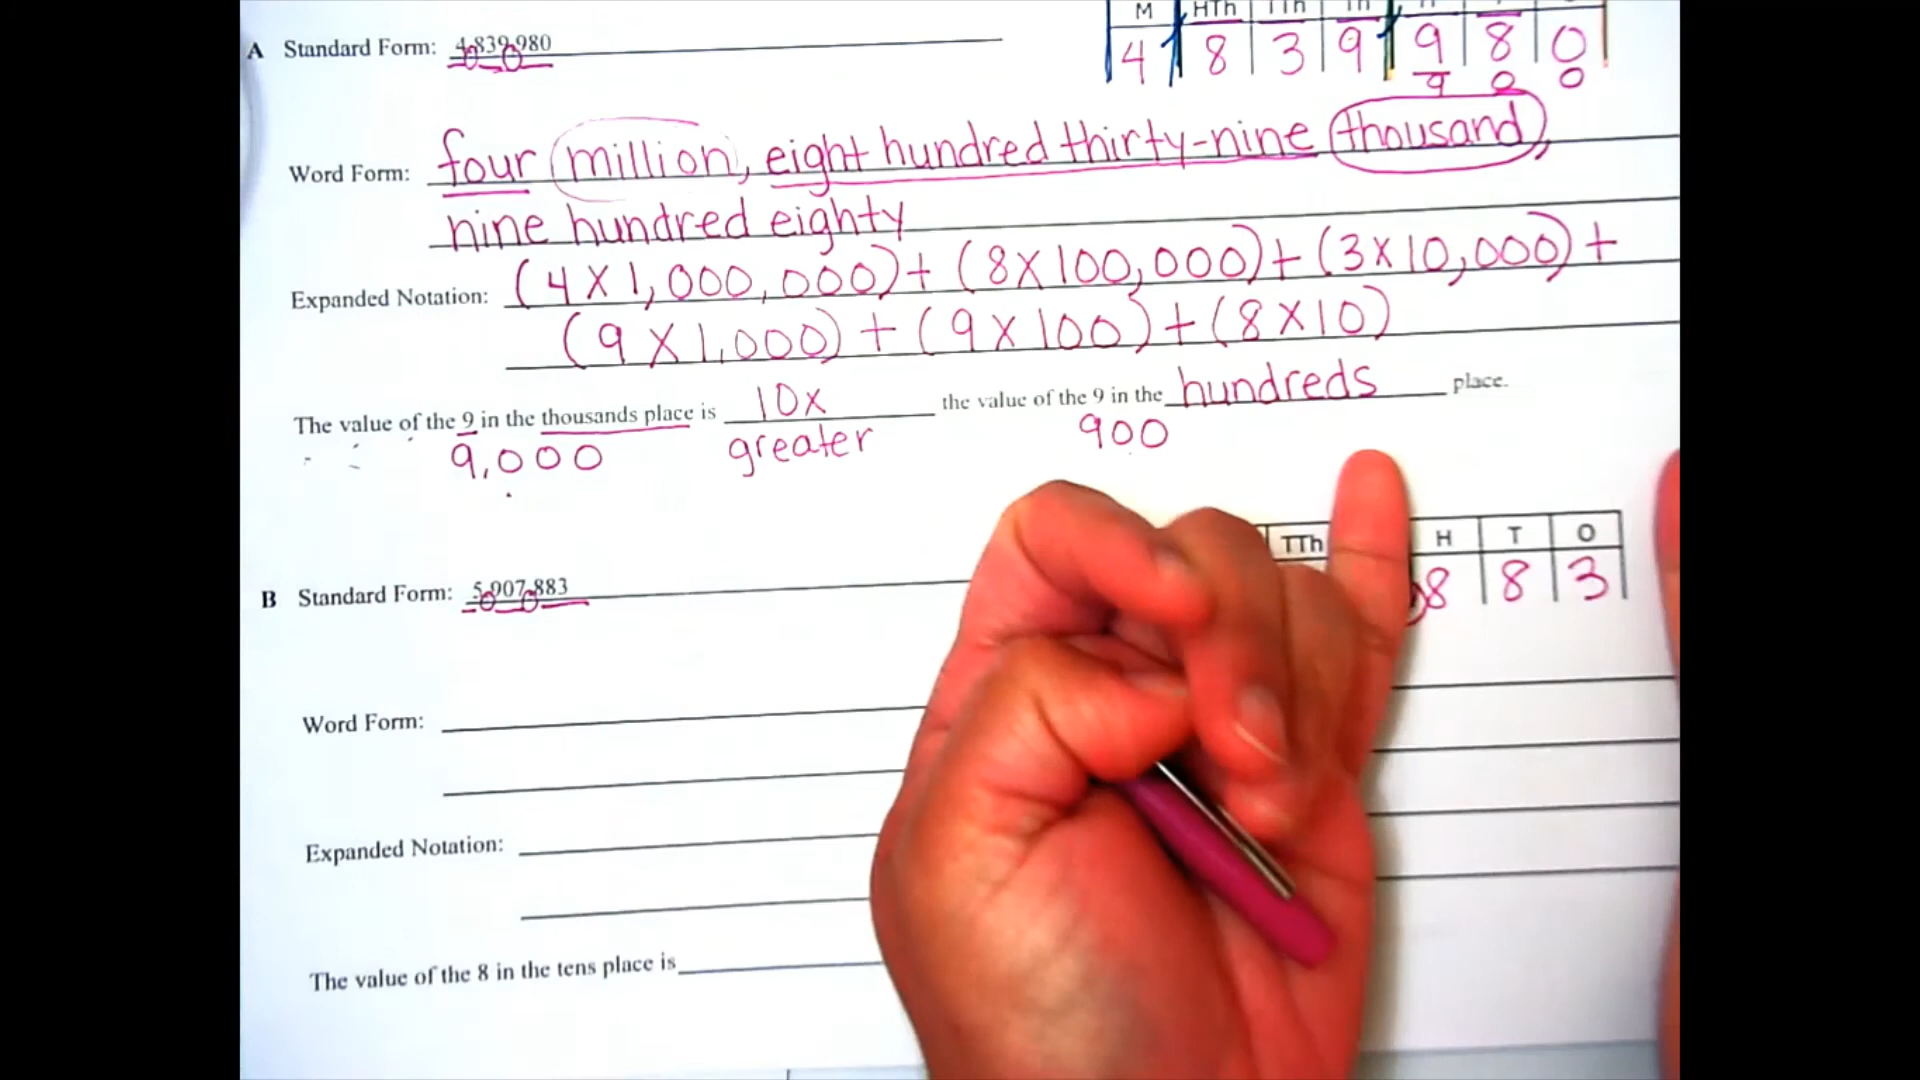 M HTh TTh Th
A Standard Form: 4,839,980
4 8 3 9 9 8 0
9 0 0
Word Form: four million, eight hundred thirty-nine thousand,
nine hundred eighty
Expanded Notation: (4 X 1,000,000) + (8 X 100,000) + (3 X 10,000) +
(9 X 1,000) + (9 X 100) + (8 X 10)
The value of the 9 in the thousands place is 10x the value of the 9 in the hundreds place.
9,000 greater 900
TTh H T O
8 8 3
B Standard Form: 5,907,883
Word Form:
Expanded Notation:
The value of the 8 in the tens place is